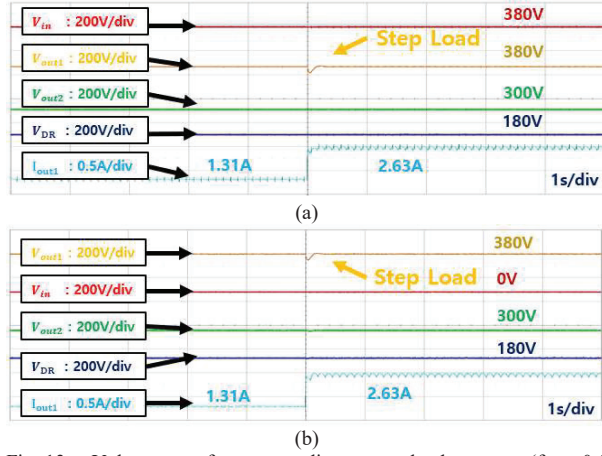 V_in : 200V/div
380V
V_out1 : 200V/div
Step Load
380V
V_out2 : 200V/div
300V
V_DR : 200V/div
180V
I_out1 : 0.5A/div
1.31A
2.63A
1s/div
(a)
V_out1 : 200V/div
380V
Step Load
V_in : 200V/div
0V
V_out2 : 200V/div
300V
V_DR : 200V/div
180V
I_out1 : 0.5A/div
1.31A
2.63A
1s/div
(b)